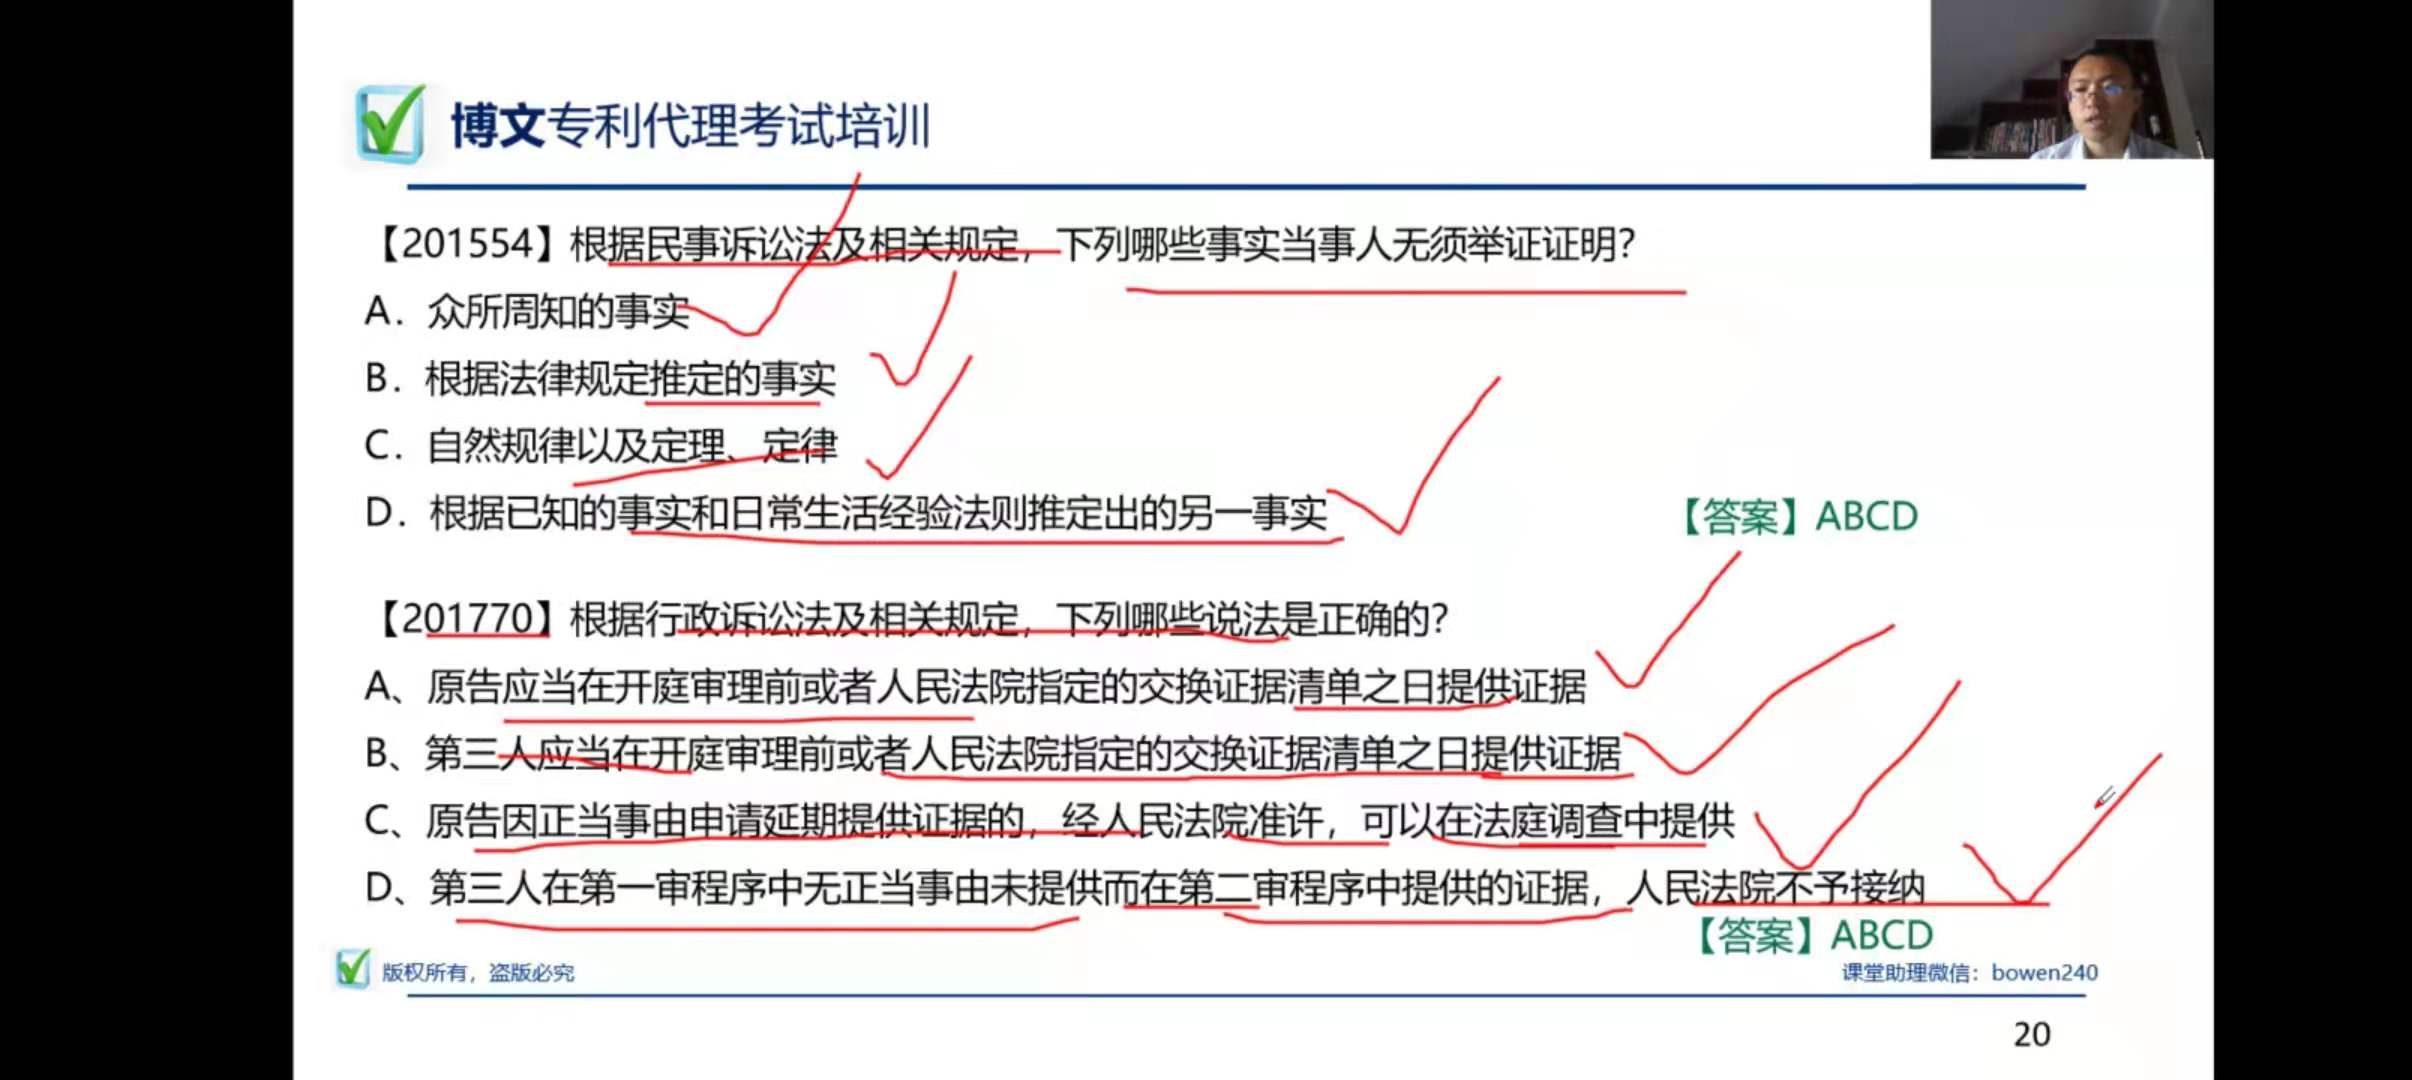 博文专利代理考试培训
【201554】根据民事诉讼法及相关规定，下列哪些事实当事人无须举证证明？
A．众所周知的事实
B．根据法律规定推定的事实
C．自然规律以及定理、定律
D．根据已知的事实和日常生活经验法则推定出的另一事实
【答案】ABCD
【201770】根据行政诉讼法及相关规定，下列哪些说法是正确的？
A、原告应当在开庭审理前或者人民法院指定的交换证据清单之日提供证据
B、第三人应当在开庭审理前或者人民法院指定的交换证据清单之日提供证据
C、原告因正当事由申请延期提供证据的，经人民法院准许，可以在法庭调查中提供
D、第三人在第一审程序中无正当事由未提供而在第二审程序中提供的证据，人民法院不予接纳
【答案】ABCD
版权所有，盗版必究
课堂助理微信：bowen240
20